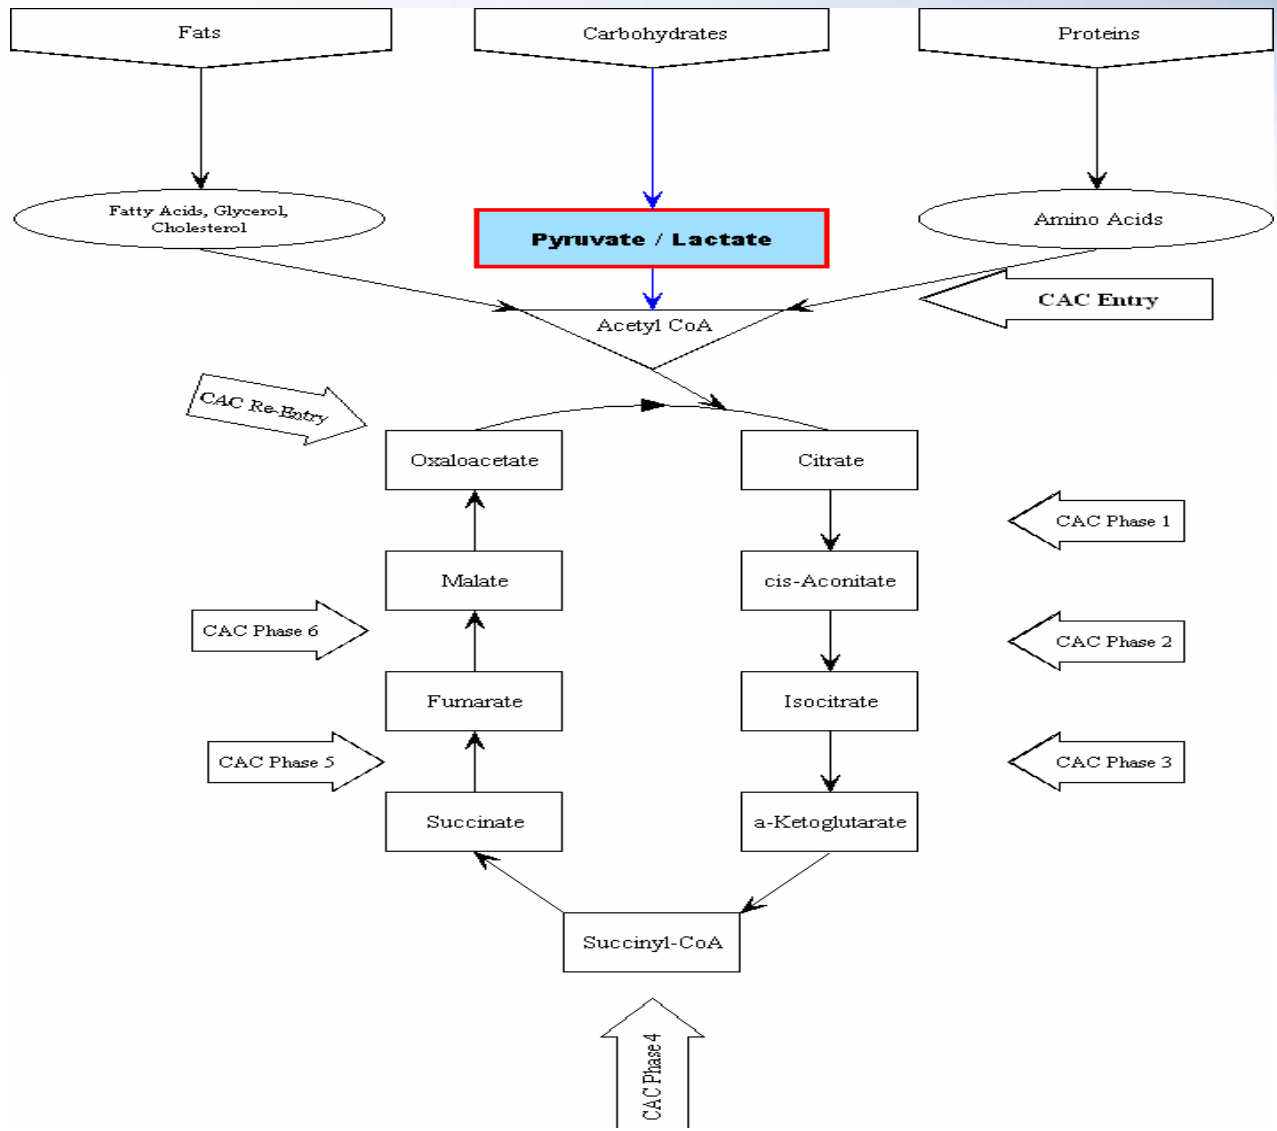 Fats
Carbohydrates
Proteins
Fatty Acids, Glycerol,
Cholesterol
Pyruvate / Lactate
Amino Acids
CAC Entry
Acetyl CoA
CAC Re-Entry
Oxaloacetate
Citrate
CAC Phase 1
Malate
cis-Aconitate
CAC Phase 6
CAC Phase 2
Fumarate
Isocitrate
CAC Phase 5
CAC Phase 3
Succinate
a-Ketoglutarate
Succinyl-CoA
CAC Phase 4